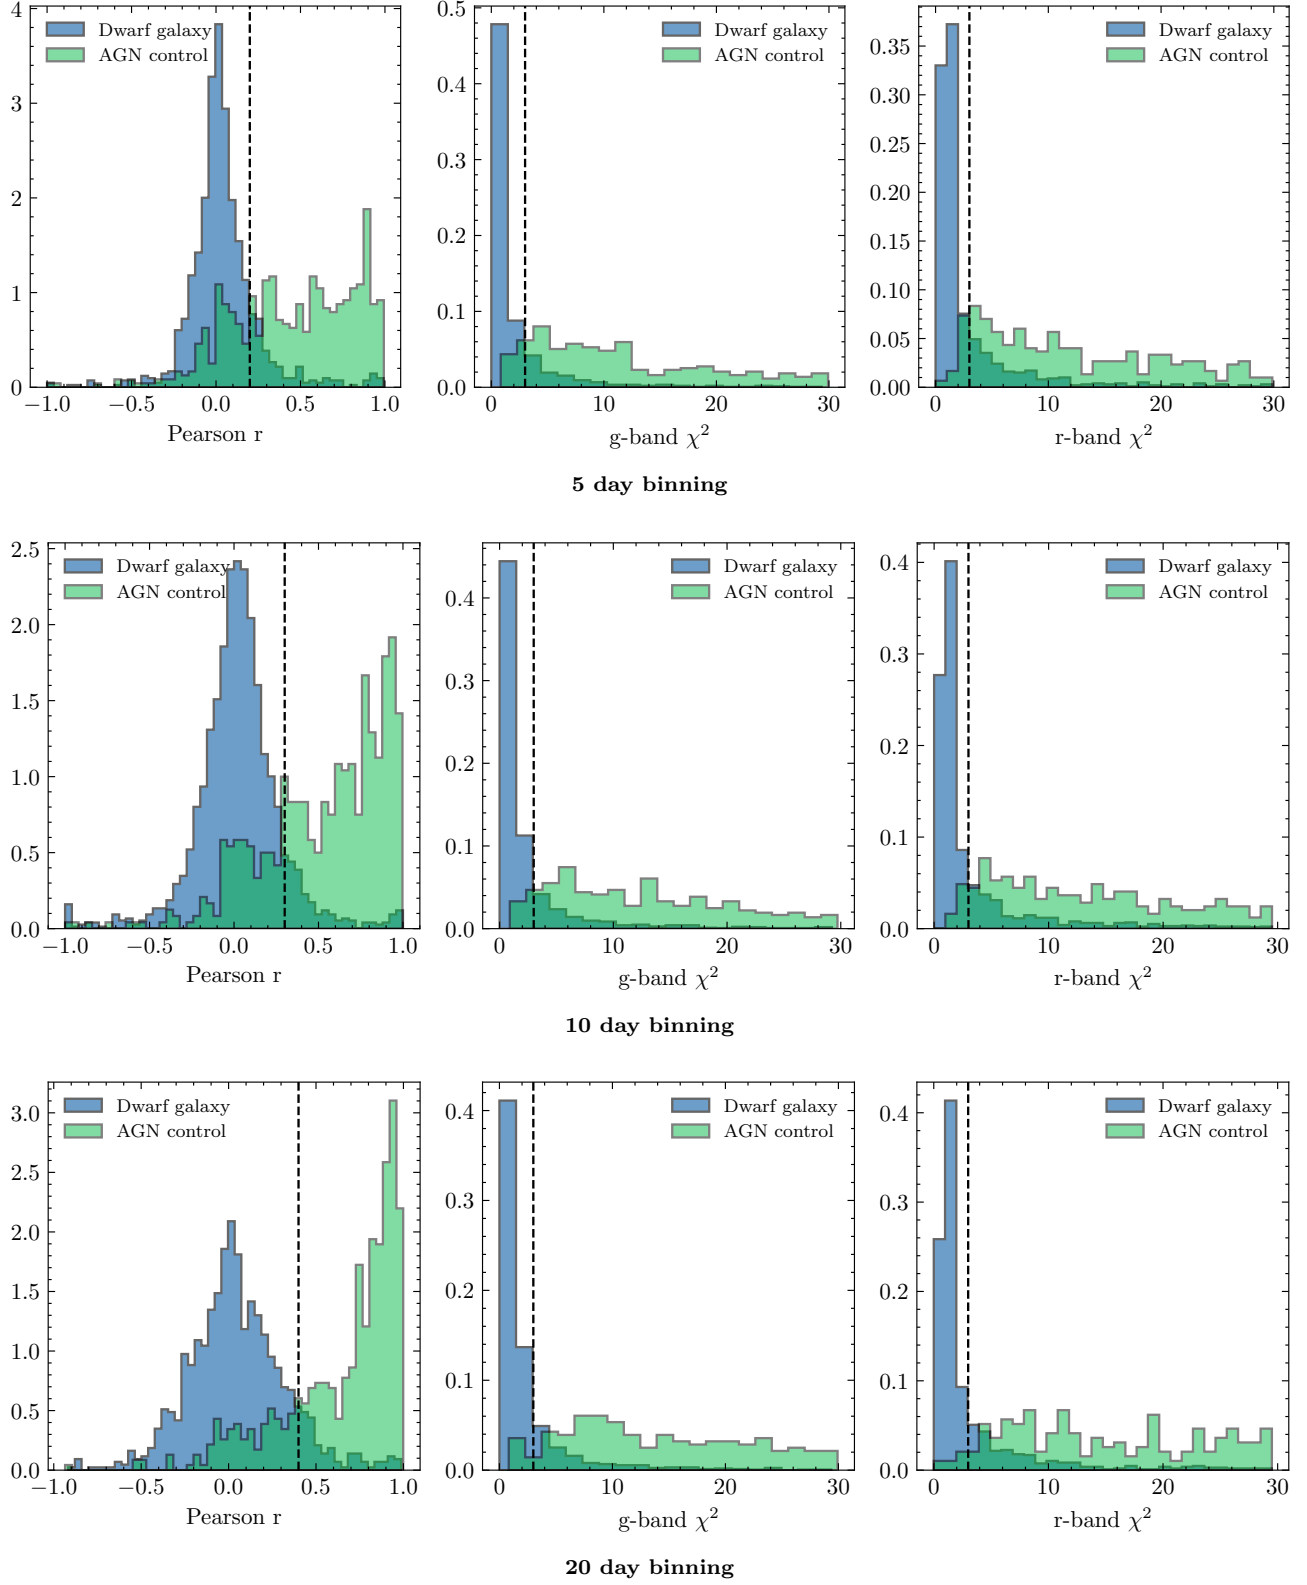 4
3
2
1
0
Dwarf galaxy
AGN control
−1.0 −0.5 0.0 0.5 1.0
Pearson r
0.5
0.4
0.3
0.2
0.1
0.0
Dwarf galaxy
AGN control
0 10 20 30
g-band χ²
0.35
0.30
0.25
0.20
0.15
0.10
0.05
0.00
Dwarf galaxy
AGN control
0 10 20 30
r-band χ²
5 day binning
2.5
2.0
1.5
1.0
0.5
0.0
Dwarf galaxy
AGN control
−1.0 −0.5 0.0 0.5 1.0
Pearson r
0.4
0.3
0.2
0.1
0.0
Dwarf galaxy
AGN control
0 10 20 30
g-band χ²
0.4
0.3
0.2
0.1
0.0
Dwarf galaxy
AGN control
0 10 20 30
r-band χ²
10 day binning
3.0
2.5
2.0
1.5
1.0
0.5
0.0
Dwarf galaxy
AGN control
−1.0 −0.5 0.0 0.5 1.0
Pearson r
0.4
0.3
0.2
0.1
0.0
Dwarf galaxy
AGN control
0 10 20 30
g-band χ²
0.4
0.3
0.2
0.1
0.0
Dwarf galaxy
AGN control
0 10 20 30
r-band χ²
20 day binning